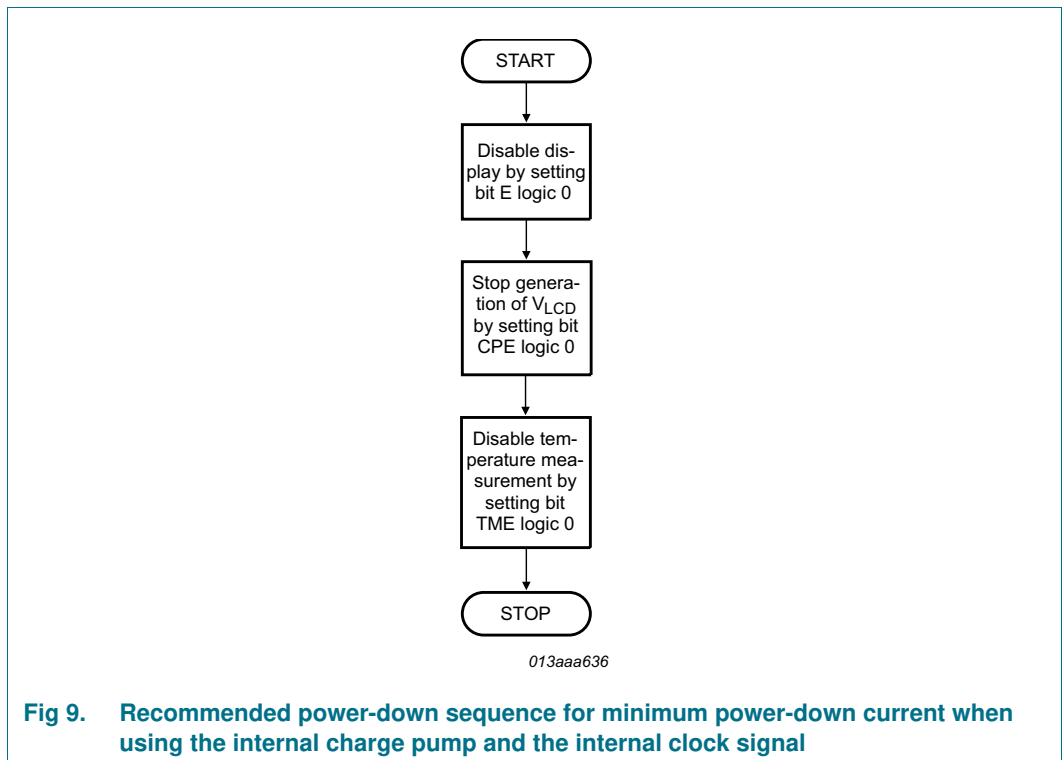 START
Disable dis-
play by setting
bit E logic 0
Stop genera-
tion of VLCD
by setting bit
CPE logic 0
Disable tem-
perature mea-
surement by
setting bit
TME logic 0
STOP
013aaa636
Fig 9. Recommended power-down sequence for minimum power-down current when
using the internal charge pump and the internal clock signal